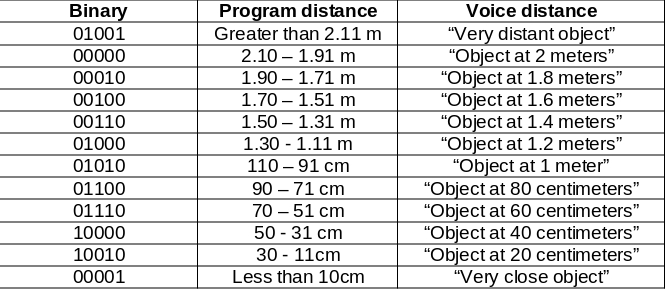 Binary Program distance Voice distance
01001 Greater than 2.11 m “Very distant object”
00000 2.10 – 1.91 m “Object at 2 meters”
00010 1.90 – 1.71 m “Object at 1.8 meters”
00100 1.70 – 1.51 m “Object at 1.6 meters”
00110 1.50 – 1.31 m “Object at 1.4 meters”
01000 1.30 - 1.11 m “Object at 1.2 meters”
01010 110 – 91 cm “Object at 1 meter”
01100 90 – 71 cm “Object at 80 centimeters”
01110 70 – 51 cm “Object at 60 centimeters”
10000 50 - 31 cm “Object at 40 centimeters”
10010 30 - 11cm “Object at 20 centimeters”
00001 Less than 10cm “Very close object”